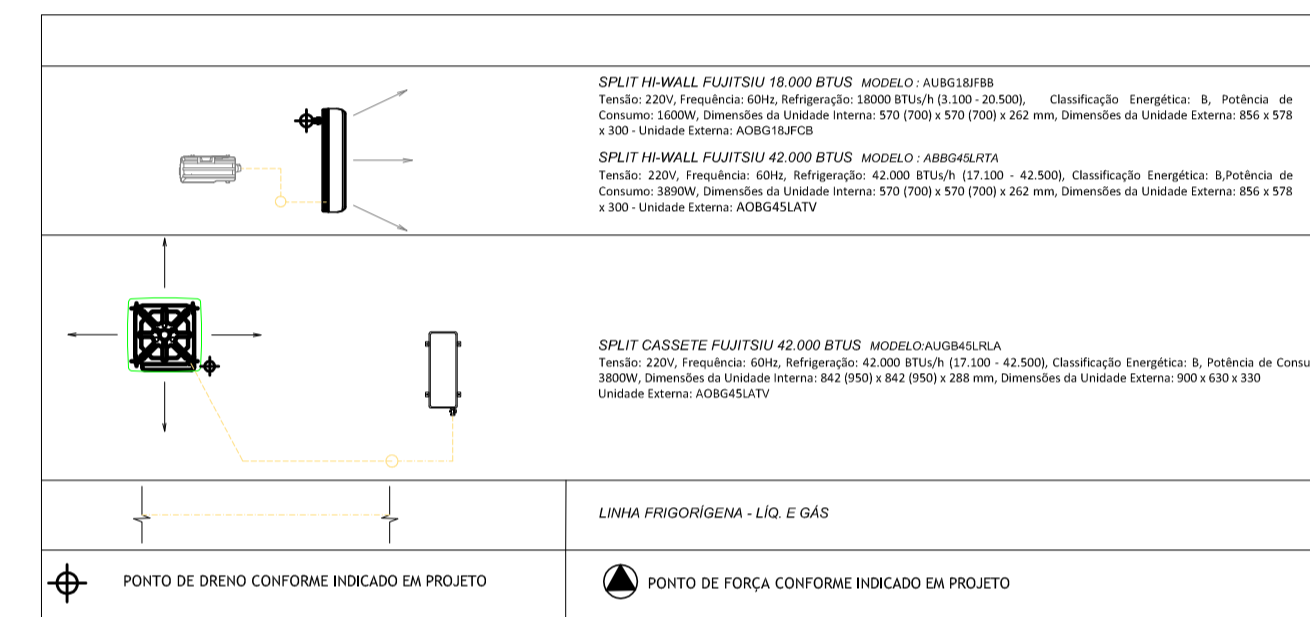 SPLIT HI-WALL FUJITSIU 18.000 BTUS MODELO : AUBG18JFBB
Tensão: 220V, Frequência: 60Hz, Refrigeração: 18000 BTUs/h (3.100 - 20.500), Classificação Energética: B, Potência de
Consumo: 1600W, Dimensões da Unidade Interna: 570 (700) x 570 (700) x 262 mm, Dimensões da Unidade Externa: 856 x 578
x 300 - Unidade Externa: AOBG18JFCB
SPLIT HI-WALL FUJITSIU 42.000 BTUS MODELO : ABBG45LRTA
Tensão: 220V, Frequência: 60Hz, Refrigeração: 42.000 BTUs/h (17.100 - 42.500), Classificação Energética: B,Potência de
Consumo: 3890W, Dimensões da Unidade Interna: 570 (700) x 570 (700) x 262 mm, Dimensões da Unidade Externa: 856 x 578
x 300 - Unidade Externa: AOBG45LATV
SPLIT CASSETE FUJITSIU 42.000 BTUS MODELO:AUGB45LRLA
Tensão: 220V, Frequência: 60Hz, Refrigeração: 42.000 BTUs/h (17.100 - 42.500), Classificação Energética: B, Potência de Consu
3800W, Dimensões da Unidade Interna: 842 (950) x 842 (950) x 288 mm, Dimensões da Unidade Externa: 900 x 630 x 330
Unidade Externa: AOBG45LATV
LINHA FRIGORÍGENA - LÍQ. E GÁS
PONTO DE DRENO CONFORME INDICADO EM PROJETO
PONTO DE FORÇA CONFORME INDICADO EM PROJETO